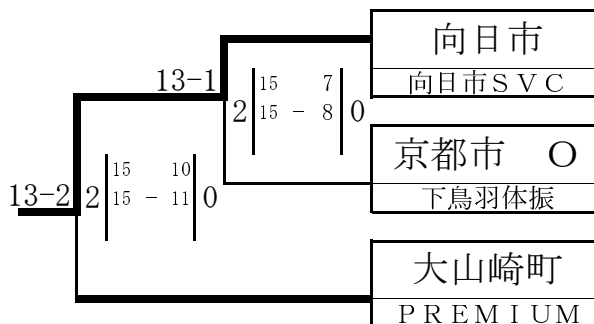 向日市
向日市ＳＶＣ
13-1
2 15 7 0
15 - 8
京都市　Ｏ
下鳥羽体振
13-2
2 15 10 0
15 - 11
大山崎町
ＰＲＥＭＩＵＭ